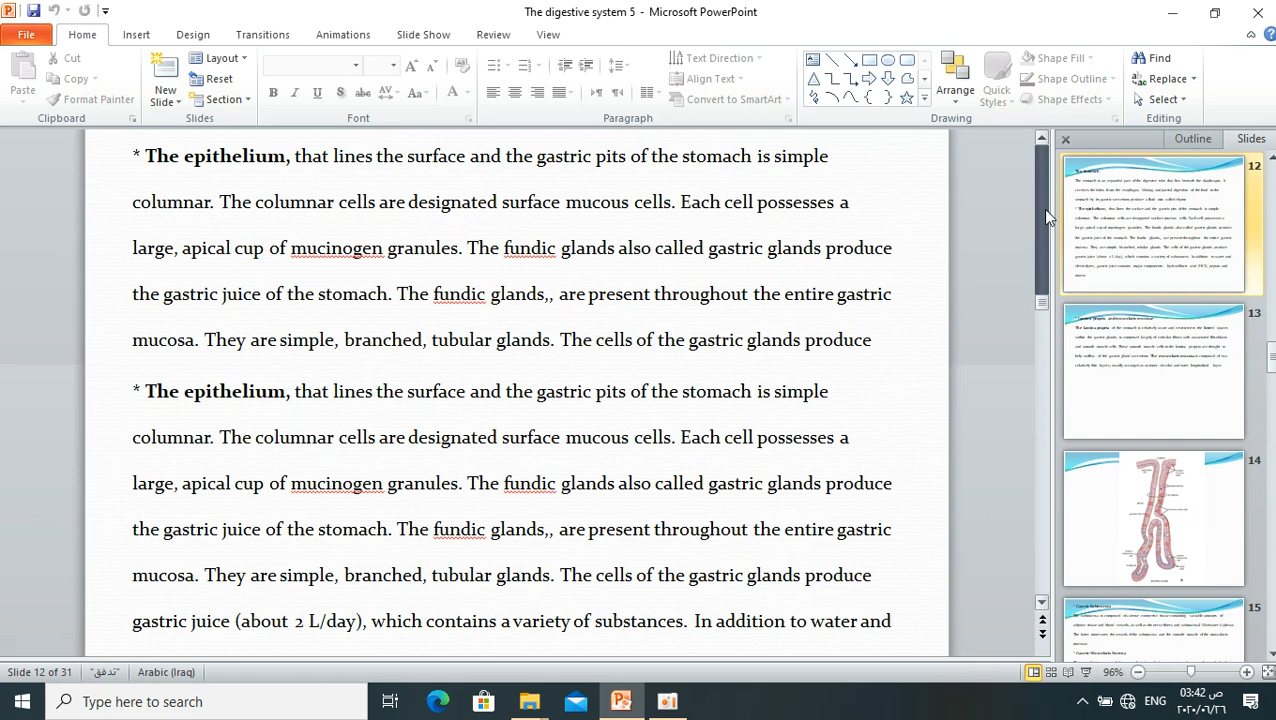 The digestive system 5 - Microsoft PowerPoint
File Home Insert Design Transitions Animations Slide Show Review View
Paste
Cut
Copy
Format Painter
Clipboard
New Slide
Layout
Reset
Section
Slides
B I U S abc AV Aa A
Font
Text Direction
Align Text
Convert to SmartArt
Paragraph
Arrange
Quick Styles
Shape Fill
Shape Outline
Shape Effects
Drawing
Find
Replace
Select
Editing
* The epithelium, that lines the surface and the gastric pits of the stomach is simple
columnar. The columnar cells are designated surface mucous cells. Each cell possesses a
large, apical cup of mucinogen granules. The fundic glands also called gastric glands produce
the gastric juice of the stomach. The fundic glands,, are present throughout the entire gastric
mucosa. They are simple, branched, tubular glands. The cells of the gastric glands produce
* The epithelium, that lines the surface and the gastric pits of the stomach is simple
columnar. The columnar cells are designated surface mucous cells. Each cell possesses a
large, apical cup of mucinogen granules. The fundic glands also called gastric glands produce
the gastric juice of the stomach. The fundic glands,, are present throughout the entire gastric
mucosa. They are simple, branched, tubular glands. The cells of the gastric glands produce
gastric juice (about 2 L/day), which contains a variety of substances. In addition to water and
Outline Slides
12
13
14
15
Slide 12 of 31 "تدفق" Arabic (Iraq) 96%
Type here to search
ENG
03:42 ص
٢٠٢٠/٠٦/٢٦